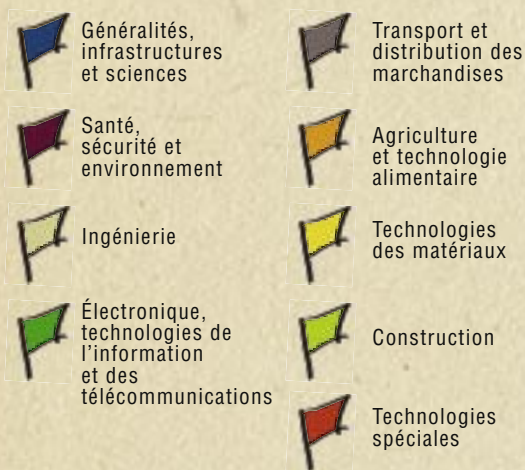 Généralités,
infrastructures
et sciences
Santé,
sécurité et
environnement
Ingénierie
Électronique,
technologies de
l'information
et des
télécommunications
Transport et
distribution des
marchandises
Agriculture
et technologie
alimentaire
Technologies
des matériaux
Construction
Technologies
spéciales